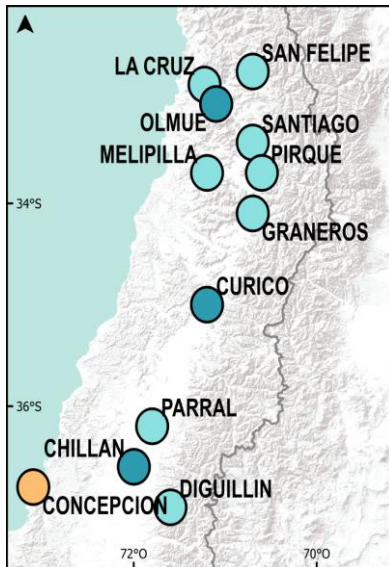 SAN FELIPE
LA CRUZ
OLMUE
SANTIAGO
MELIPILLA
PIRQUE
34ºS
GRANEROS
CURICO
36ºS
PARRAL
CHILLAN
DIGUILLIN
CONCEPCION
72ºO
70ºO